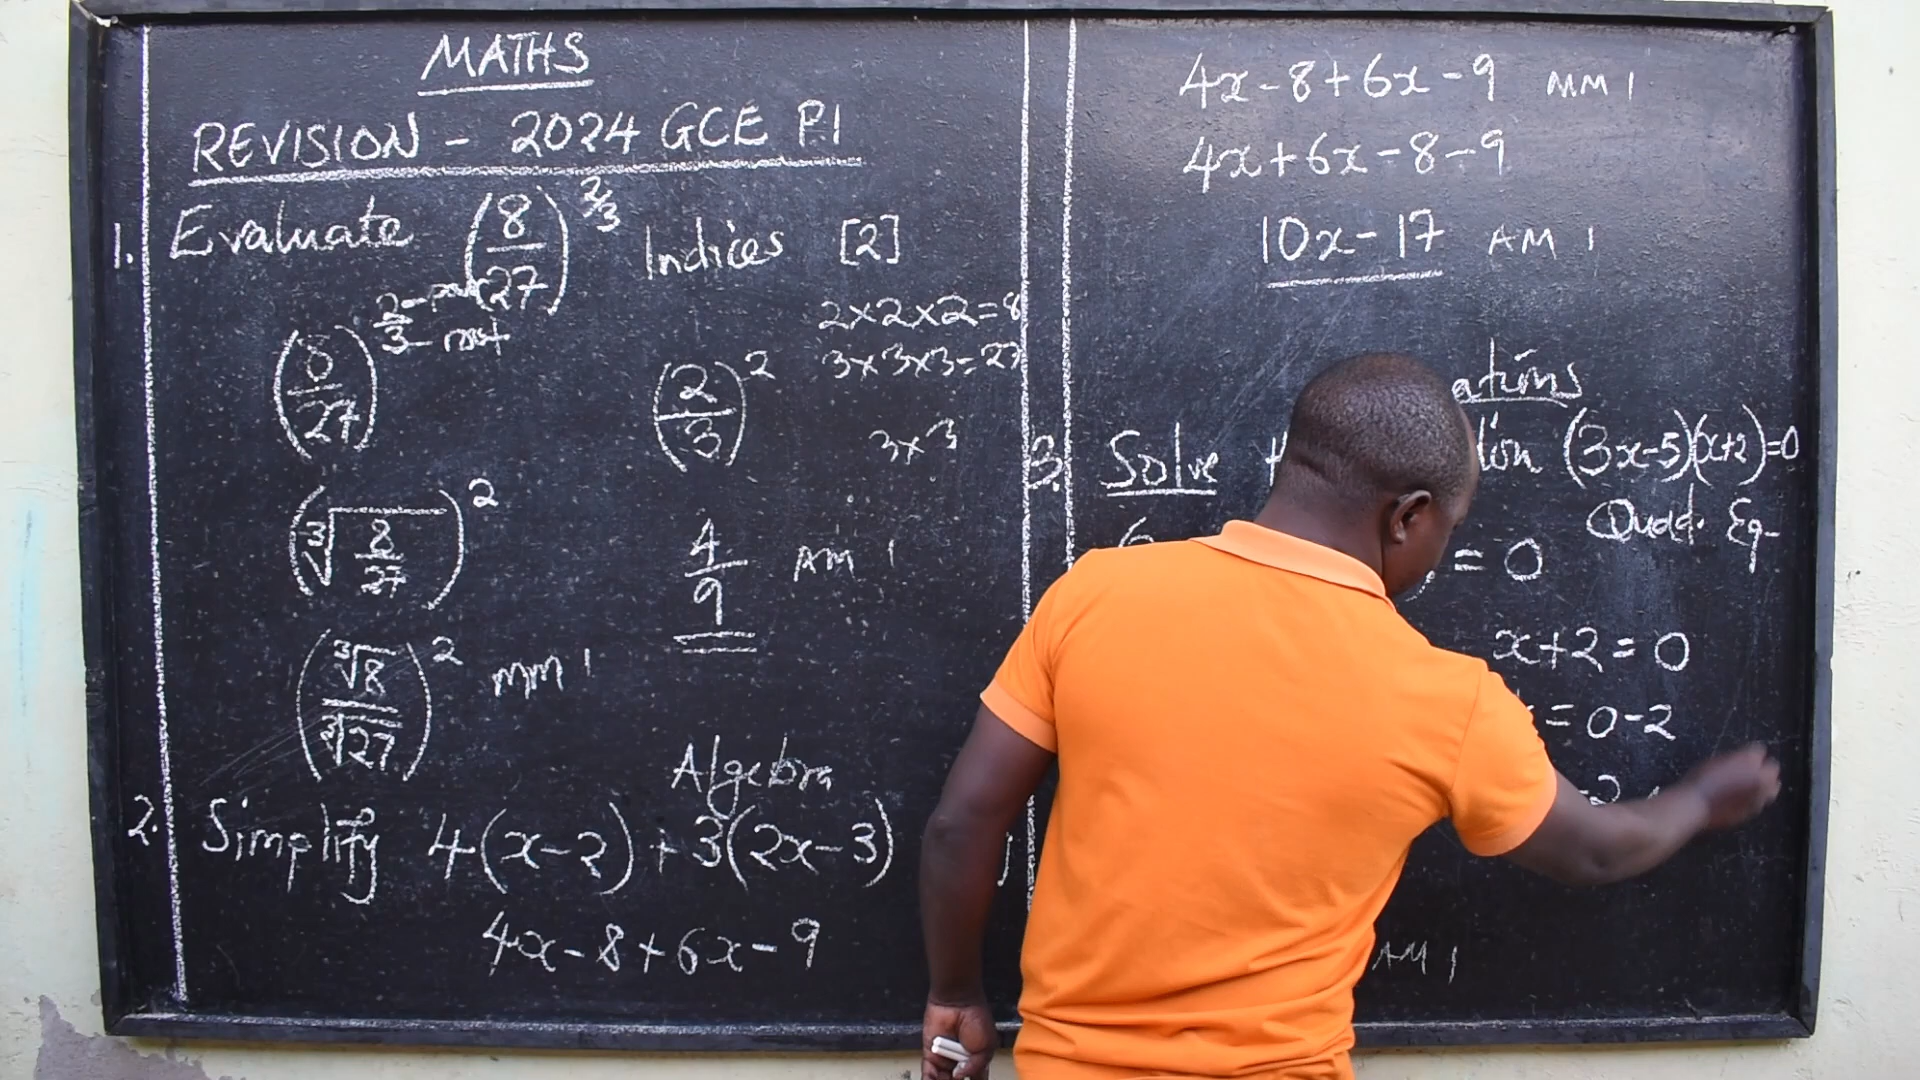 MATHS
REVISION - 2024 GCE P1
1. Evaluate (8/27)^2/3 Indices [2]
(8/27)^2/3 - root
2×2×2=8
3×3×3=27
(2/3)^2
3×3
(∛(8/27))^2
4/9 AM 1
(∛8/∛27)^2 MM 1
Algebra
2. Simplify 4(x-2)+3(2x-3)
4x-8+6x-9
4x-8+6x-9 MM 1
4x+6x-8-9
10x-17 AM 1
3. Solve (3x-5)(x+2)=0
Quad. Eq-
= 0
x+2=0
= 0-2
AM 1